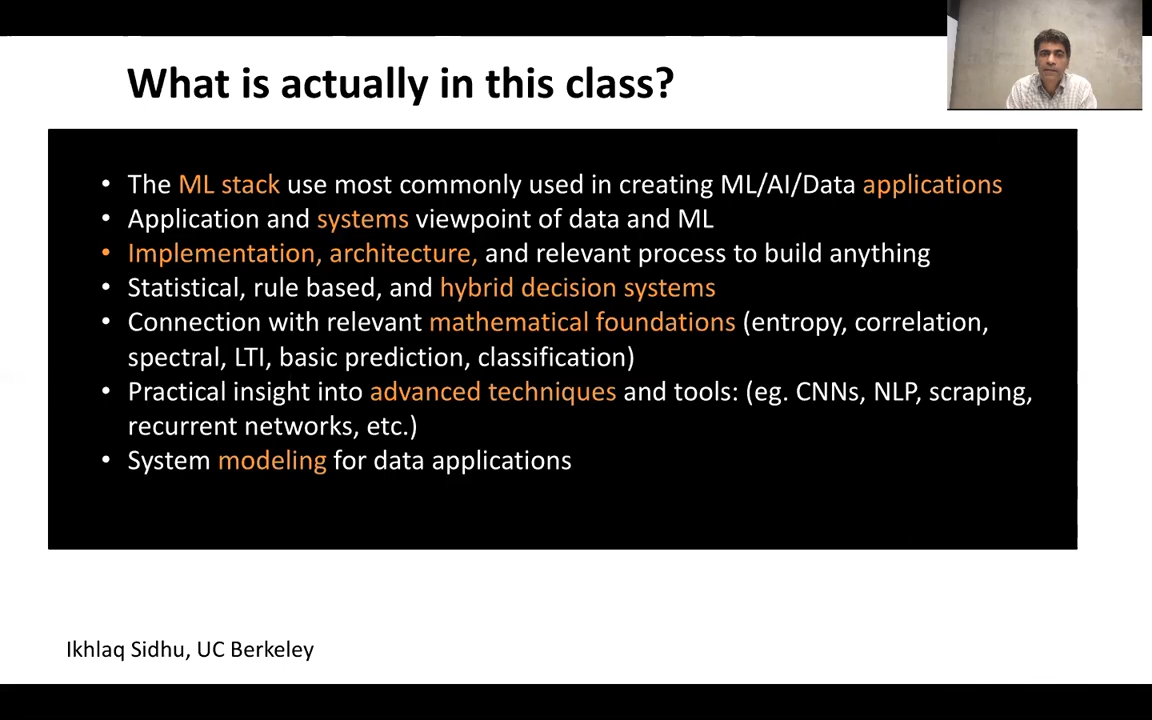 What is actually in this class?
• The ML stack use most commonly used in creating ML/AI/Data applications
• Application and systems viewpoint of data and ML
• Implementation, architecture, and relevant process to build anything
• Statistical, rule based, and hybrid decision systems
• Connection with relevant mathematical foundations (entropy, correlation,
spectral, LTI, basic prediction, classification)
• Practical insight into advanced techniques and tools: (eg. CNNs, NLP, scraping,
recurrent networks, etc.)
• System modeling for data applications
Ikhlaq Sidhu, UC Berkeley